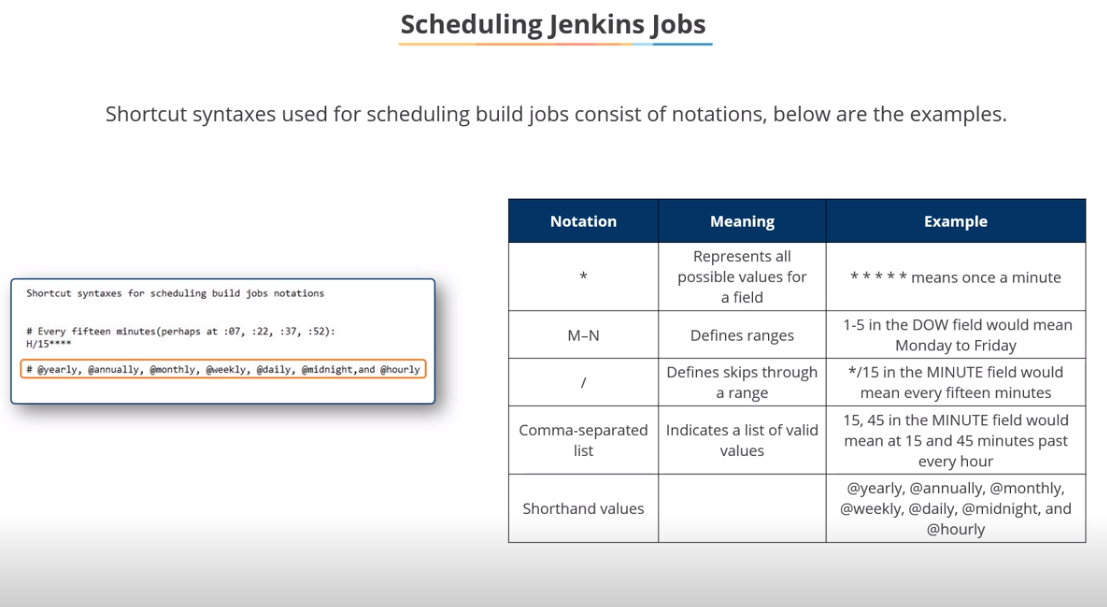 Scheduling Jenkins Jobs
Shortcut syntaxes used for scheduling build jobs consist of notations, below are the examples.
Shortcut syntaxes for scheduling build jobs notations
# Every fifteen minutes(perhaps at :07, :22, :37, :52):
H/15****
# @yearly, @annually, @monthly, @weekly, @daily, @midnight,and @hourly
Notation
Meaning
Example
*
Represents all
possible values for
a field
* * * * * means once a minute
M–N
Defines ranges
1-5 in the DOW field would mean
Monday to Friday
/
Defines skips through
a range
*/15 in the MINUTE field would
mean every fifteen minutes
Comma-separated
list
Indicates a list of valid
values
15, 45 in the MINUTE field would
mean at 15 and 45 minutes past
every hour
Shorthand values
@yearly, @annually, @monthly,
@weekly, @daily, @midnight, and
@hourly